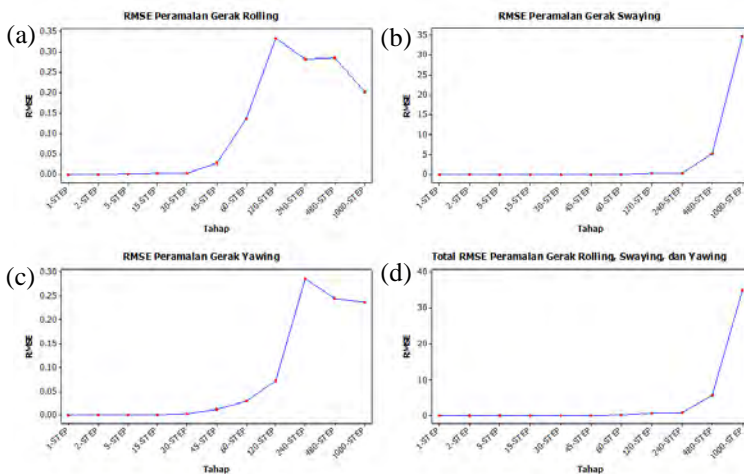 (a)
RMSE Peramalan Gerak Rolling
RMSE
0.35
0.30
0.25
0.20
0.15
0.10
0.05
0.00
1-STEP
2-STEP
5-STEP
15-STEP
30-STEP
45-STEP
60-STEP
120-STEP
240-STEP
480-STEP
1000-STEP
Tahap
(b)
RMSE Peramalan Gerak Swaying
RMSE
35
30
25
20
15
10
5
0
1-STEP
2-STEP
5-STEP
15-STEP
30-STEP
45-STEP
60-STEP
120-STEP
240-STEP
480-STEP
1000-STEP
Tahap
(c)
RMSE Peramalan Gerak Yawing
RMSE
0.30
0.25
0.20
0.15
0.10
0.05
0.00
1-STEP
2-STEP
5-STEP
15-STEP
30-STEP
45-STEP
60-STEP
120-STEP
240-STEP
480-STEP
1000-STEP
Tahap
(d)
Total RMSE Peramalan Gerak Rolling, Swaying, dan Yawing
RMSE
40
30
20
10
0
1-STEP
2-STEP
5-STEP
15-STEP
30-STEP
45-STEP
60-STEP
120-STEP
240-STEP
480-STEP
1000-STEP
Tahap